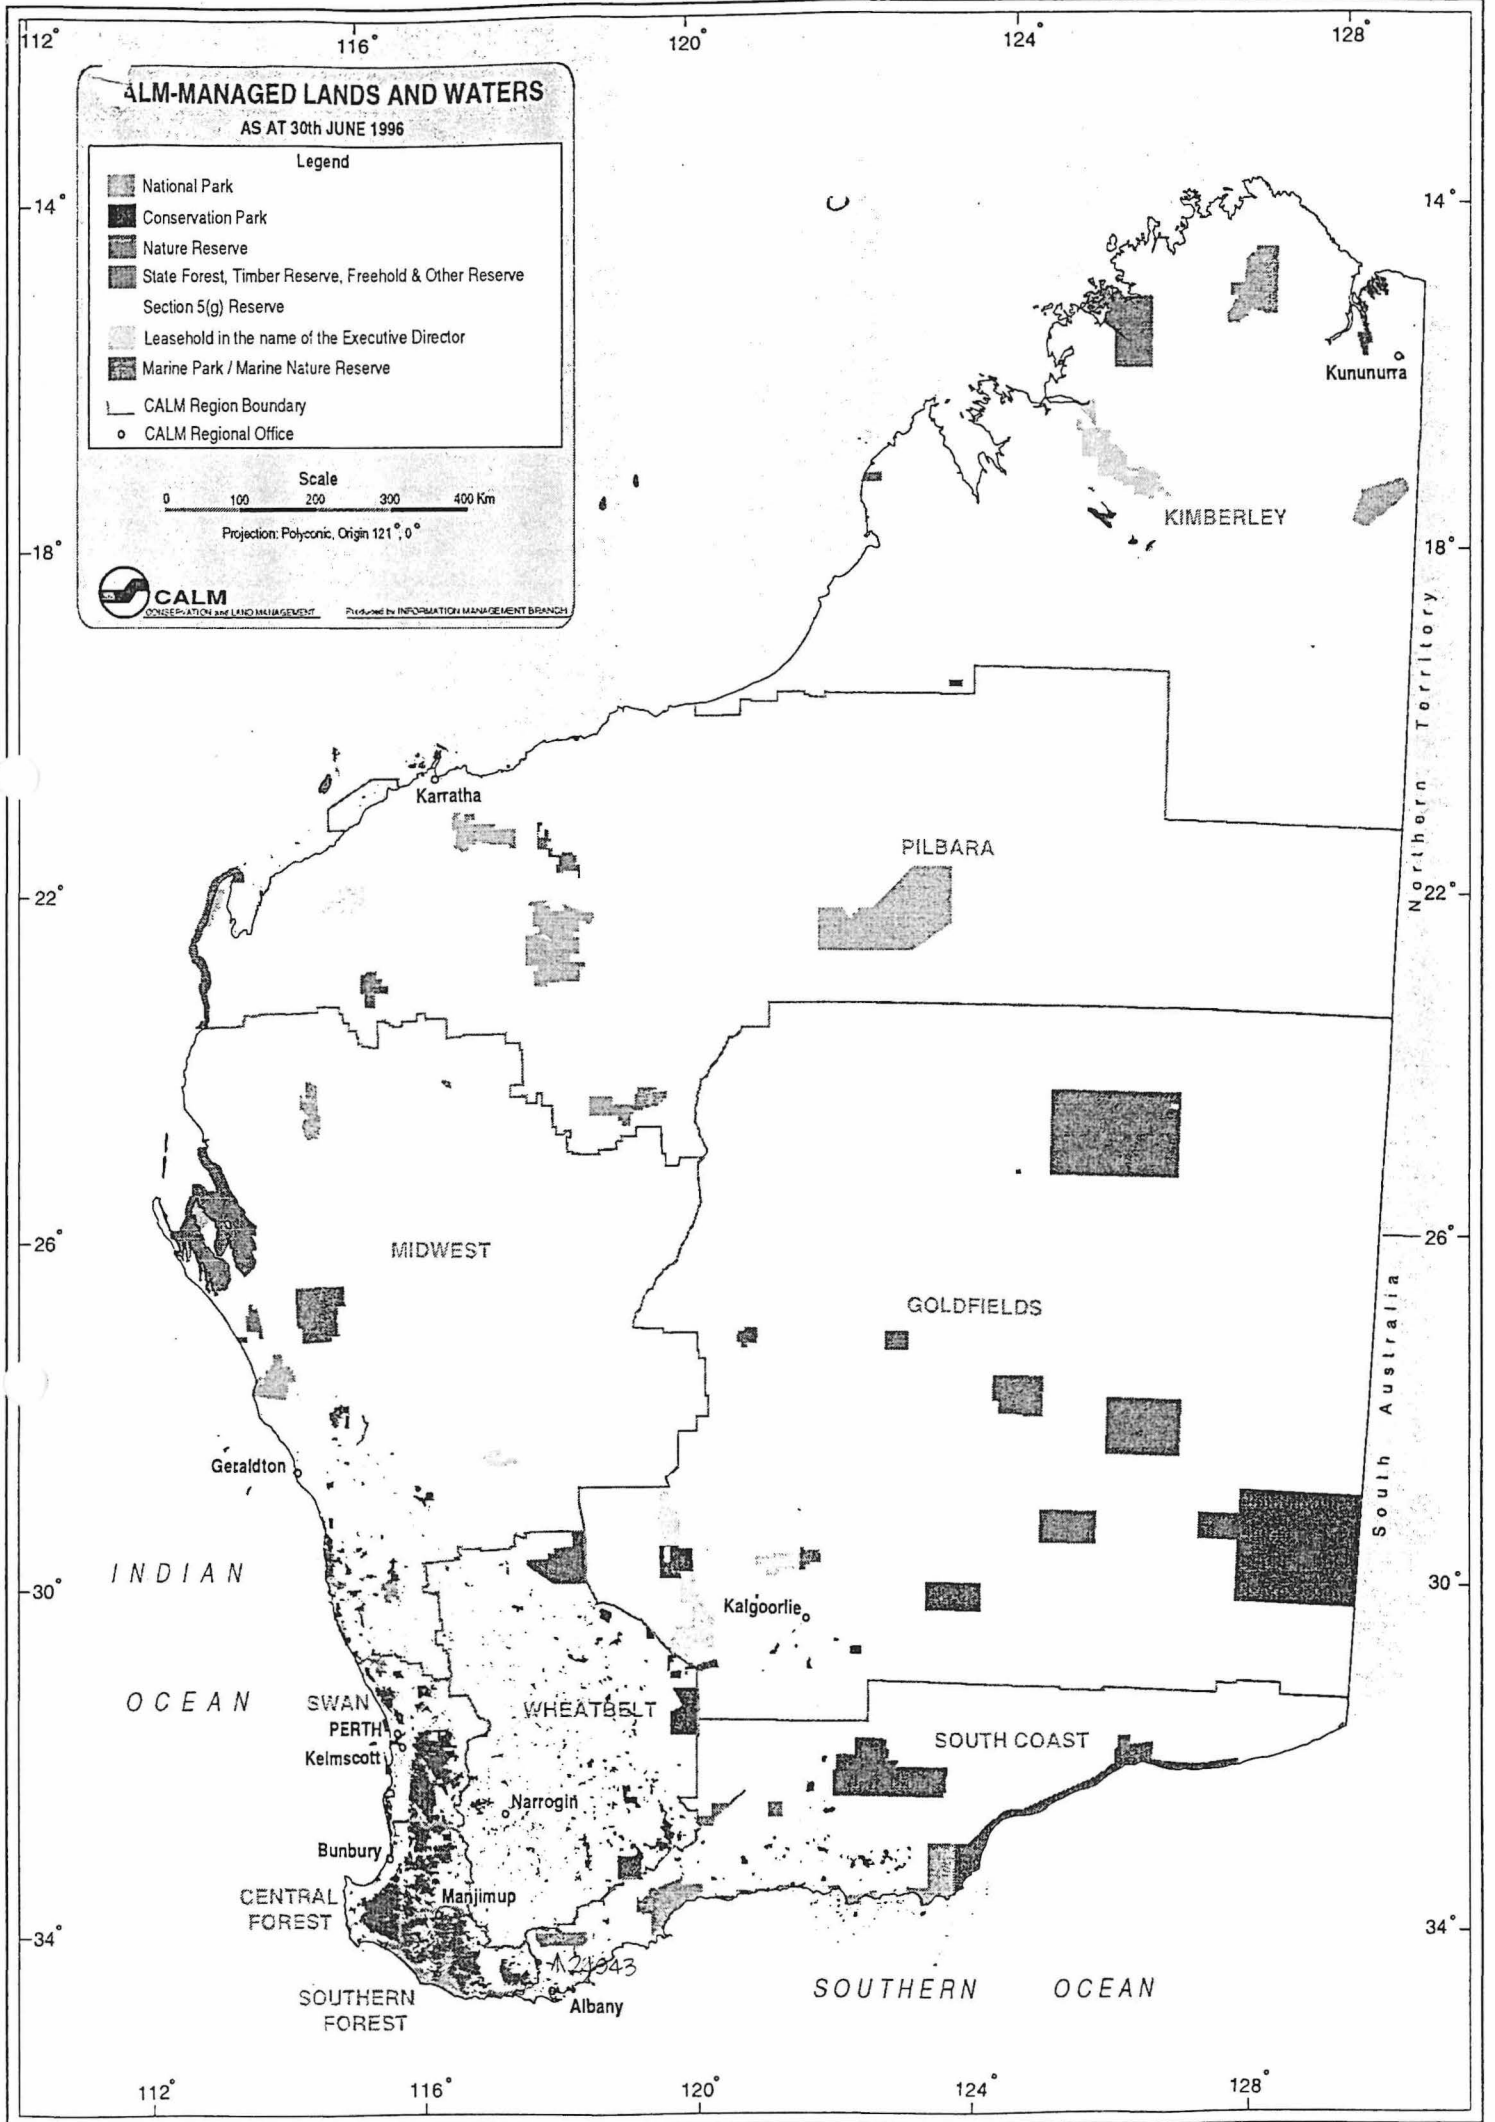 112° 116° 120° 124° 128°
ALM-MANAGED LANDS AND WATERS
AS AT 30th JUNE 1996
Legend
National Park
Conservation Park
Nature Reserve
State Forest, Timber Reserve, Freehold & Other Reserve
Section 5(g) Reserve
Leasehold in the name of the Executive Director
Marine Park / Marine Nature Reserve
CALM Region Boundary
CALM Regional Office
Scale
0 100 200 300 400 Km
Projection: Polyconic, Origin 121°, 0°
CALM
CONSERVATION and LAND MANAGEMENT Produced by INFORMATION MANAGEMENT BRANCH
14° 14°
Kununurra
KIMBERLEY
18° 18°
Northern Territory
Karratha
PILBARA
22° 22°
26° 26°
MIDWEST
GOLDFIELDS
South Australia
Geraldton
INDIAN
30° 30°
Kalgoorlie
OCEAN
SWAN
WHEATBELT
PERTH
SOUTH COAST
Kelmscott
Narrogin
Bunbury
CENTRAL
FOREST
Manjimup
34° 34°
SOUTHERN OCEAN
SOUTHERN
FOREST
Albany
112° 116° 120° 124° 128°